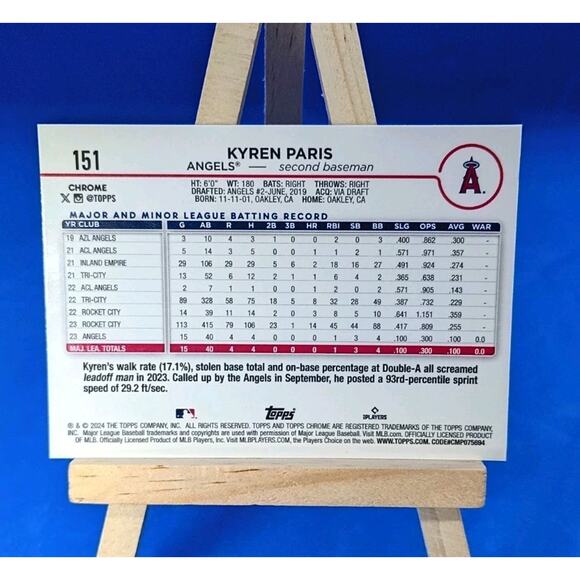 151
KYREN PARIS
ANGELS® — second baseman
A
CHROME
X @TOPPS
HT: 6'0" WT: 180 BATS: RIGHT THROWS: RIGHT
DRAFTED: ANGELS #2-JUNE, 2019 ACQ: VIA DRAFT
BORN: 11-11-01, OAKLEY, CA HOME: OAKLEY, CA
MAJOR AND MINOR LEAGUE BATTING RECORD
YR CLUB G AB R H 2B 3B HR RBI SB BB SLG OPS AVG WAR
19 AZL ANGELS 3 10 4 3 1 0 0 2 0 3 .400 .862 .300 -
21 ACL ANGELS 5 14 3 5 0 0 1 3 2 1 .571 .971 .357 -
21 INLAND EMPIRE 29 106 29 29 5 6 2 18 16 27 .491 .924 .274 -
21 TRI-CITY 13 52 6 12 2 1 1 6 4 2 .365 .638 .231 -
22 ACL ANGELS 2 7 1 1 0 1 0 0 0 2 .571 .905 .143 -
22 TRI-CITY 89 328 58 75 18 5 8 32 28 49 .387 .732 .229 -
22 ROCKET CITY 14 39 11 14 2 0 3 8 5 10 .641 1.151 .359 -
23 ROCKET CITY 113 415 79 106 23 1 14 45 44 88 .417 .809 .255 -
23 ANGELS 15 40 4 4 0 0 0 1 3 4 .100 .300 .100 0.0
MAJ. LEA. TOTALS 15 40 4 4 0 0 0 1 3 4 .100 .300 .100 0.0
Kyren's walk rate (17.1%), stolen base total and on-base percentage at Double-A all screamed
leadoff man in 2023. Called up by the Angels in September, he posted a 93rd-percentile sprint
speed of 29.2 ft/sec.
topps
PLAYERS
® & © 2024 THE TOPPS COMPANY, INC. ALL RIGHTS RESERVED. TOPPS AND TOPPS CHROME ARE REGISTERED TRADEMARKS OF THE TOPPS COMPANY,
INC. Major League Baseball trademarks and copyrights are used with permission of Major League Baseball. Visit MLB.com. OFFICIALLY LICENSED PRODUCT
OF MLB. Officially Licensed Product of MLB Players, Inc. Visit MLBPLAYERS.COM, the Players Choice on the web. WWW.TOPPS.COM. CODE#CMP075694